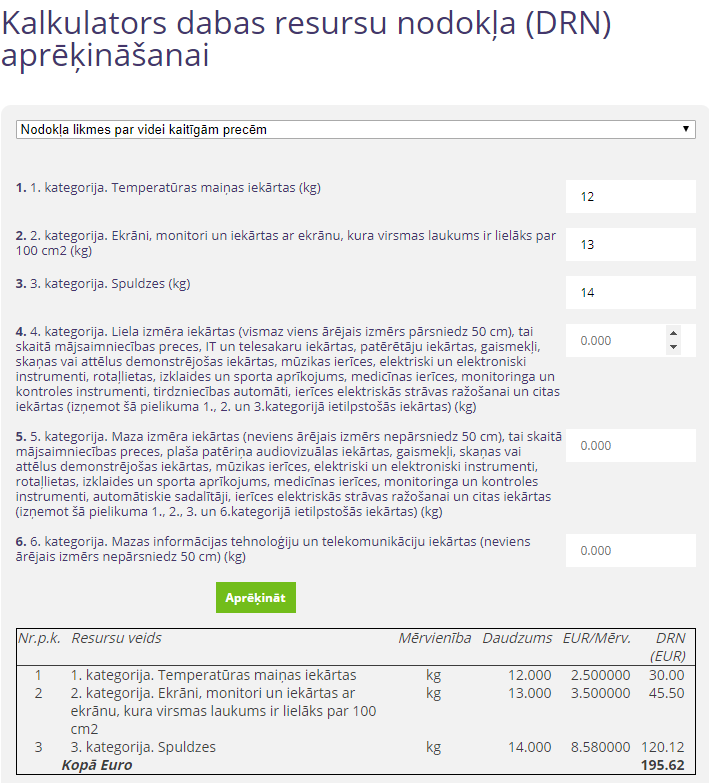 Kalkulators dabas resursu nodokļa (DRN)
aprēķināšanai
Nodokļa likmes par videi kaitīgām precēm
1. 1. kategorija. Temperatūras maiņas iekārtas (kg)
12
2. 2. kategorija. Ekrāni, monitori un iekārtas ar ekrānu, kura virsmas laukums ir lielāks par
100 cm2 (kg)
13
3. 3. kategorija. Spuldzes (kg)
14
4. 4. kategorija. Liela izmēra iekārtas (vismaz viens ārējais izmērs pārsniedz 50 cm), tai
skaitā mājsaimniecības preces, IT un telesakaru iekārtas, patērētāju iekārtas, gaismekļi,
skaņas vai attēlus demonstrējošas iekārtas, mūzikas ierīces, elektriski un elektroniski
instrumenti, rotaļlietas, izklaides un sporta aprīkojums, medicīnas ierīces, monitoringa un
kontroles instrumenti, tirdzniecības automāti, ierīces elektriskās strāvas ražošanai un citas
iekārtas (izņemot šā pielikuma 1., 2. un 3.kategorijā ietilpstošās iekārtas) (kg)
0.000
5. 5. kategorija. Maza izmēra iekārtas (neviens ārējais izmērs nepārsniedz 50 cm), tai skaitā
mājsaimniecības preces, plaša patēriņa audiovizuālas iekārtas, gaismekļi, skaņas vai
attēlus demonstrējošas iekārtas, mūzikas ierīces, elektriski un elektroniski instrumenti,
rotaļlietas, izklaides un sporta aprīkojums, medicīnas ierīces, monitoringa un kontroles
instrumenti, automātiskie sadalītāji, ierīces elektriskās strāvas ražošanai un citas iekārtas
(izņemot šā pielikuma 1., 2., 3. un 6.kategorijā ietilpstošās iekārtas) (kg)
0.000
6. 6. kategorija. Mazas informācijas tehnoloģiju un telekomunikāciju iekārtas (neviens
ārējais izmērs nepārsniedz 50 cm) (kg)
0.000
Aprēķināt
Nr.p.k. Resursu veids Mērvienība Daudzums EUR/Mērv. DRN
(EUR)
1 1. kategorija. Temperatūras maiņas iekārtas kg 12.000 2.500000 30.00
2 2. kategorija. Ekrāni, monitori un iekārtas ar kg 13.000 3.500000 45.50
ekrānu, kura virsmas laukums ir lielāks par 100
cm2
3 3. kategorija. Spuldzes kg 14.000 8.580000 120.12
Kopā Euro 195.62